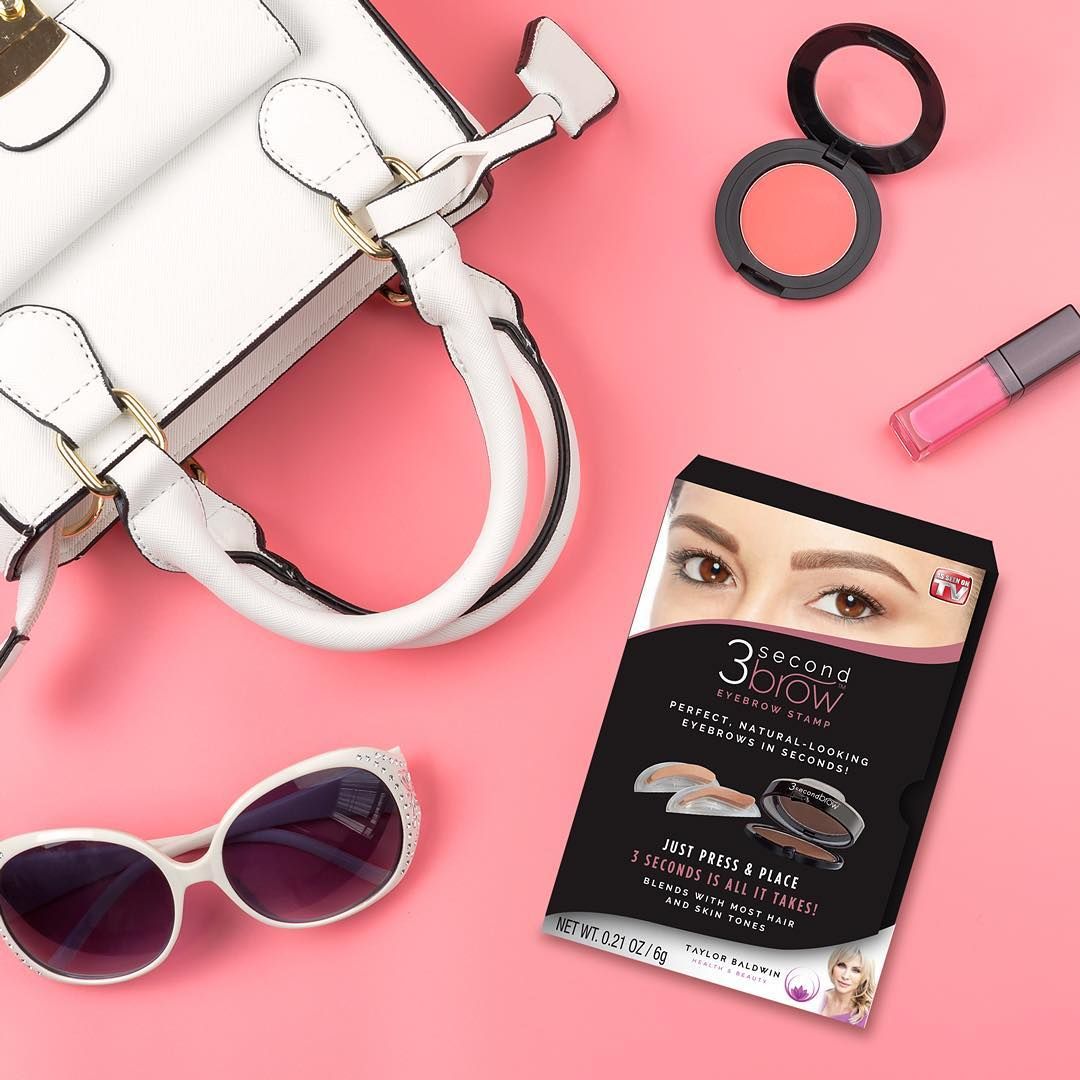 AS SEEN ON
TV
3 second
brow™
EYEBROW STAMP
PERFECT, NATURAL-LOOKING
EYEBROWS IN SECONDS!
3secondbrow
JUST PRESS & PLACE
3 SECONDS IS ALL IT TAKES!
BLENDS WITH MOST HAIR
AND SKIN TONES
NET WT. 0.21 OZ / 6g
TAYLOR BALDWIN
HEALTH & BEAUTY